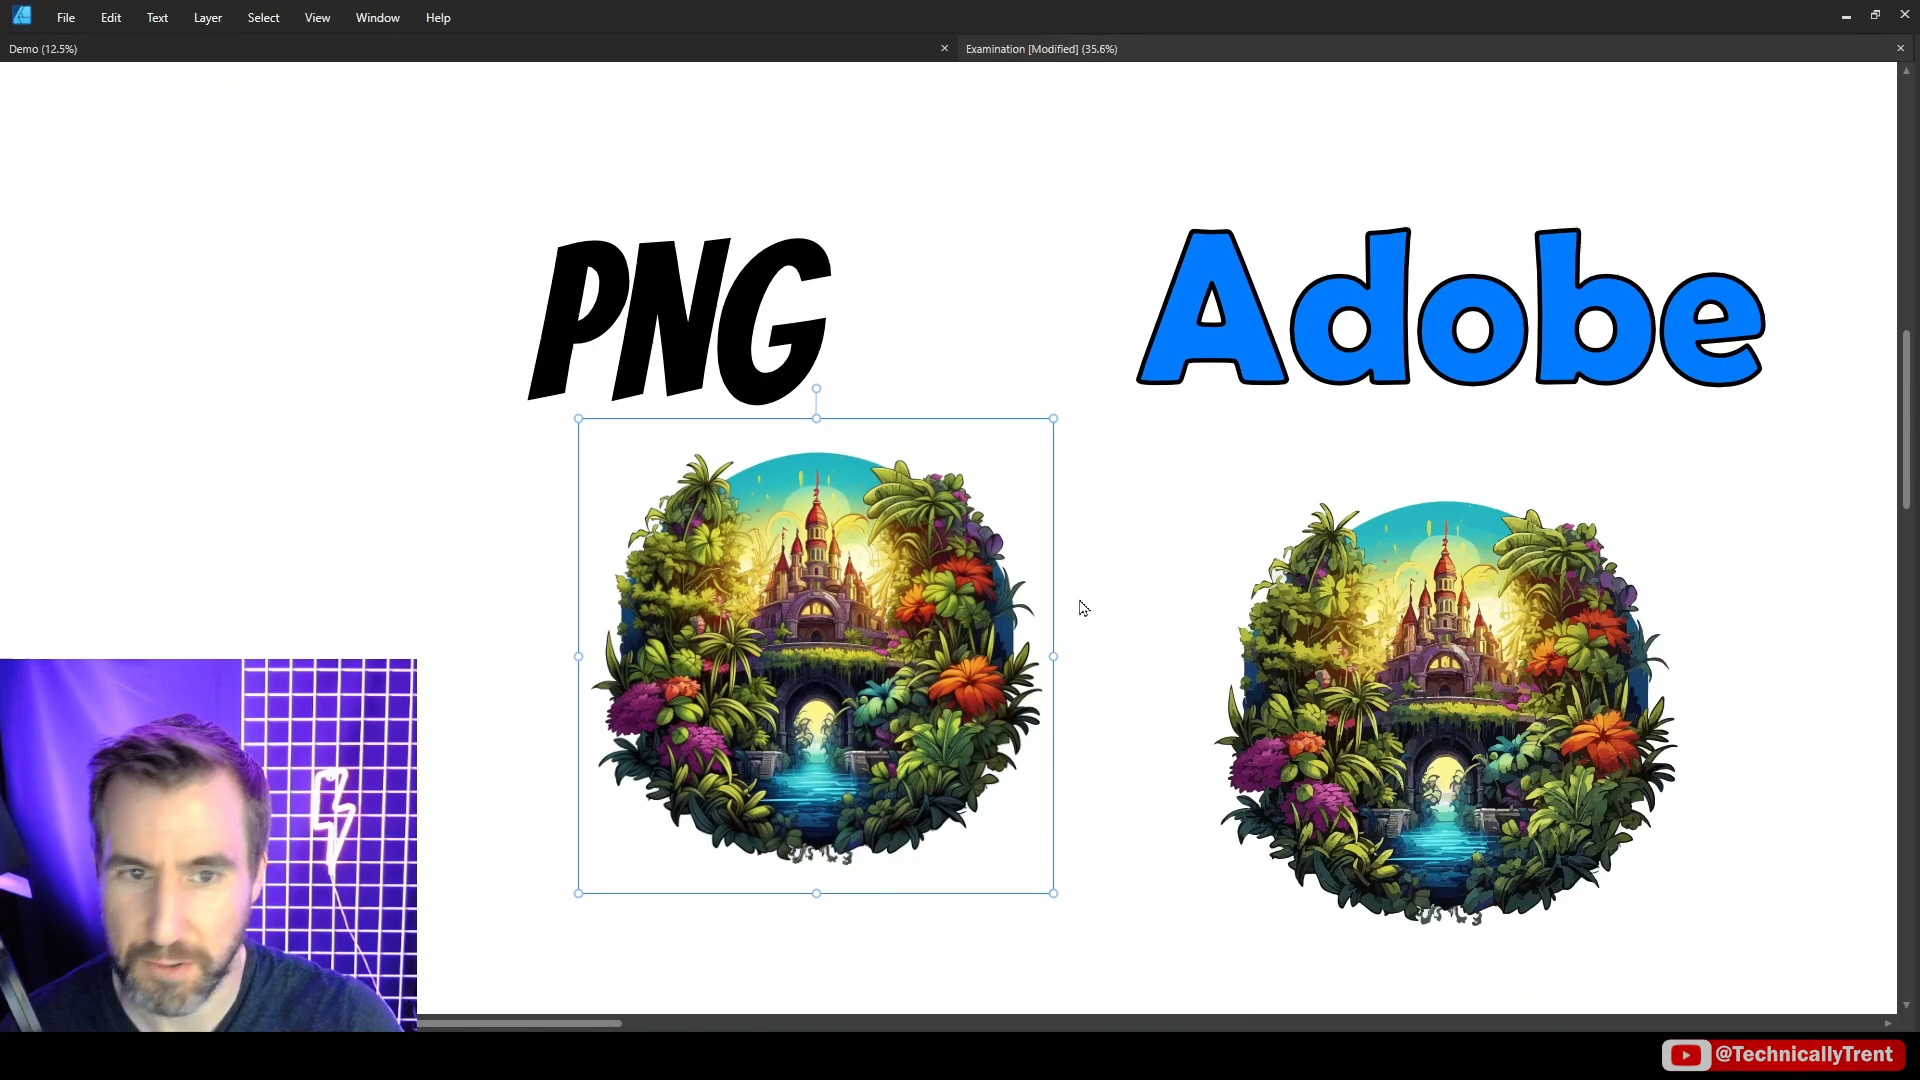 File Edit Text Layer Select View Window Help
Demo (12.5%)
Examination [Modified] (35.6%)
PNG
Adobe
@TechnicallyTrent